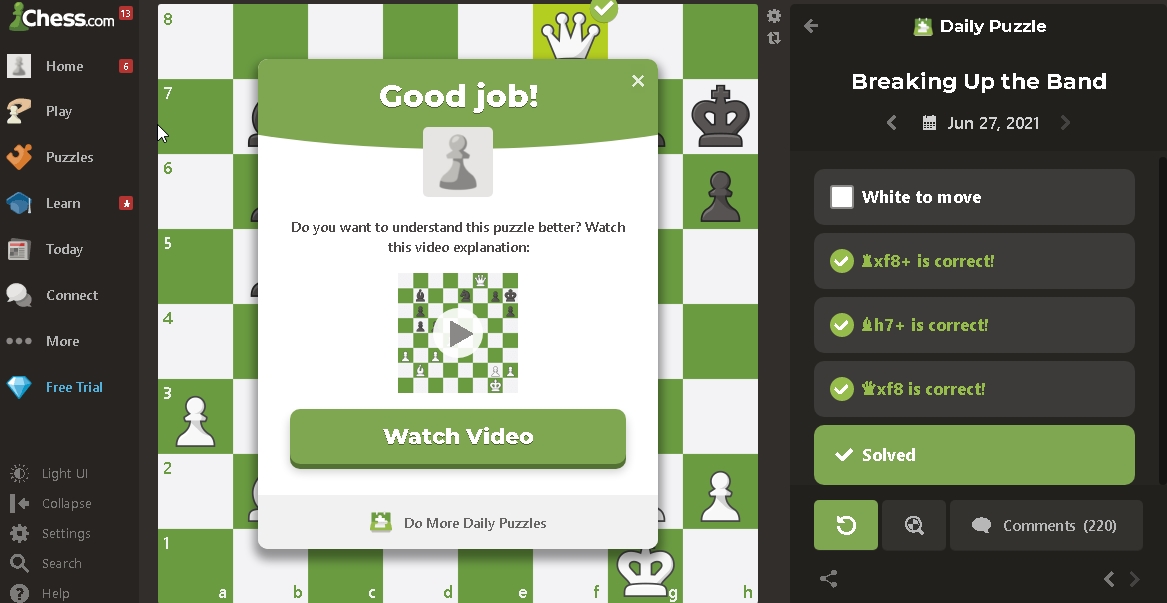 Chess.com 13
Home 6
Play
Puzzles
Learn
Today
Connect
More
Free Trial
Light UI
Collapse
Settings
Search
Help
8
7
6
5
4
3
2
1
a b c d e f g h
Good job!
Do you want to understand this puzzle better? Watch
this video explanation:
Watch Video
Do More Daily Puzzles
Daily Puzzle
Breaking Up the Band
Jun 27, 2021
White to move
♜xf8+ is correct!
♝h7+ is correct!
♛xf8 is correct!
Solved
Comments (220)